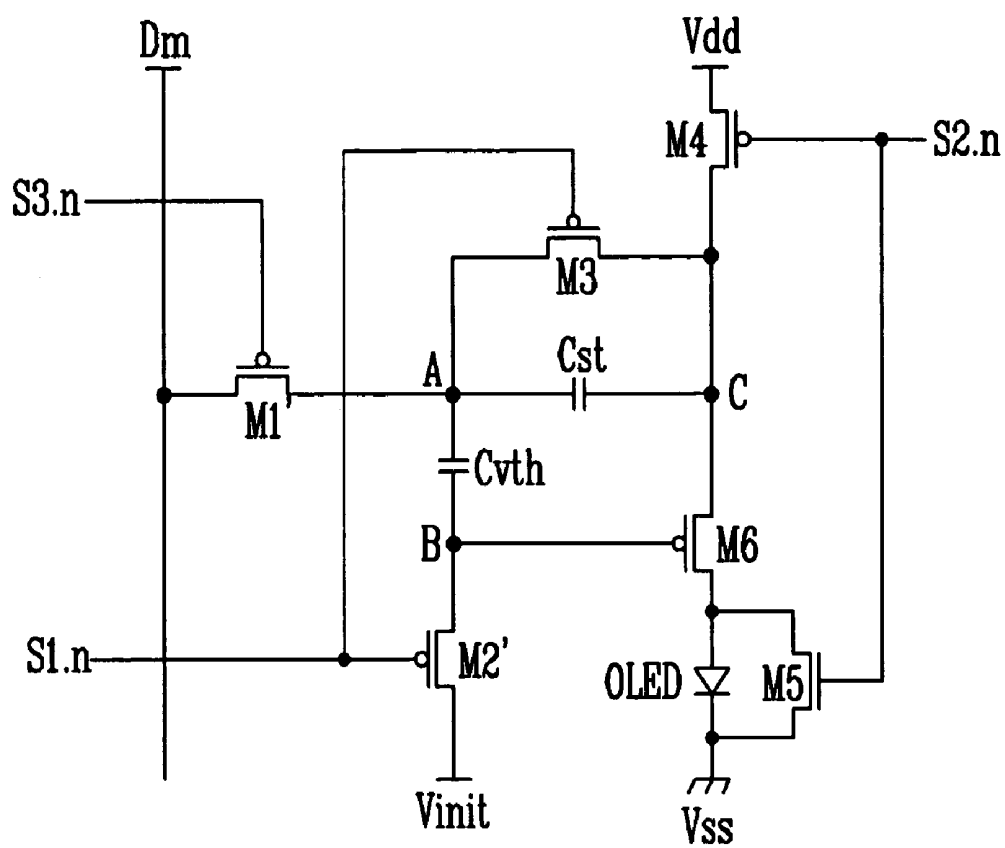 Dm
Vdd
M4
S2.n
S3.n
M3
A
Cst
C
M1
Cvth
B
M6
S1.n
M2'
OLED
M5
Vinit
Vss